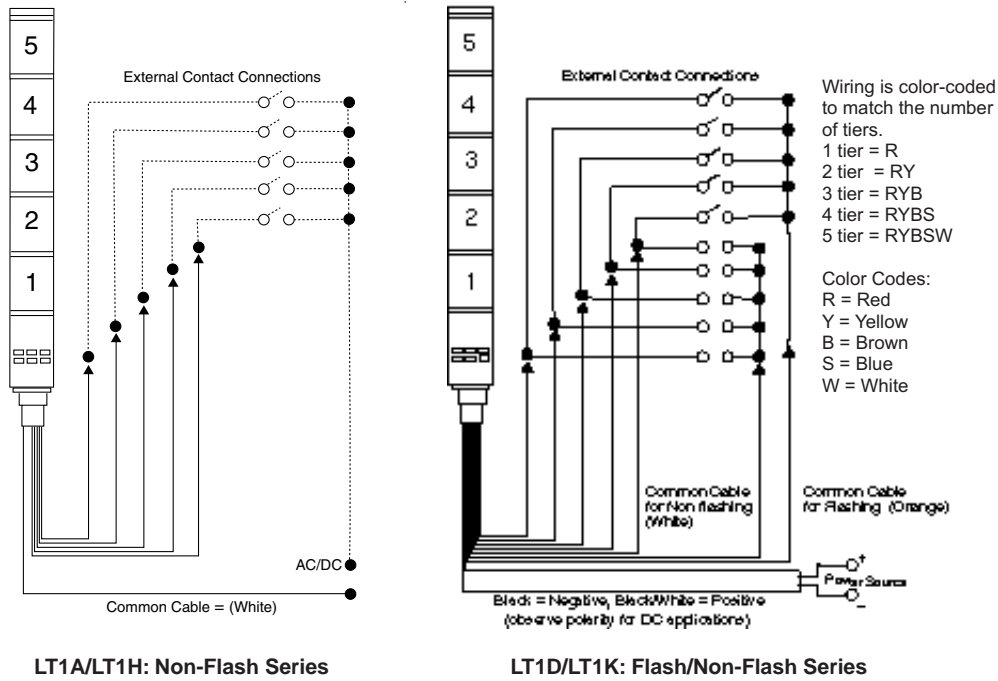 5
4
3
2
1
External Contact Connections
AC/DC
Common Cable = (White)
LT1A/LT1H: Non-Flash Series
5
4
3
2
1
External Contact Connections
Common Cable
for Non flashing
(White)
Common Cable
for Flashing (Orange)
+
Power Source
–
Black = Negative, Black/White = Positive
(observe polarity for DC applications)
LT1D/LT1K: Flash/Non-Flash Series
Wiring is color-coded
to match the number
of tiers.
1 tier = R
2 tier = RY
3 tier = RYB
4 tier = RYBS
5 tier = RYBSW
Color Codes:
R = Red
Y = Yellow
B = Brown
S = Blue
W = White